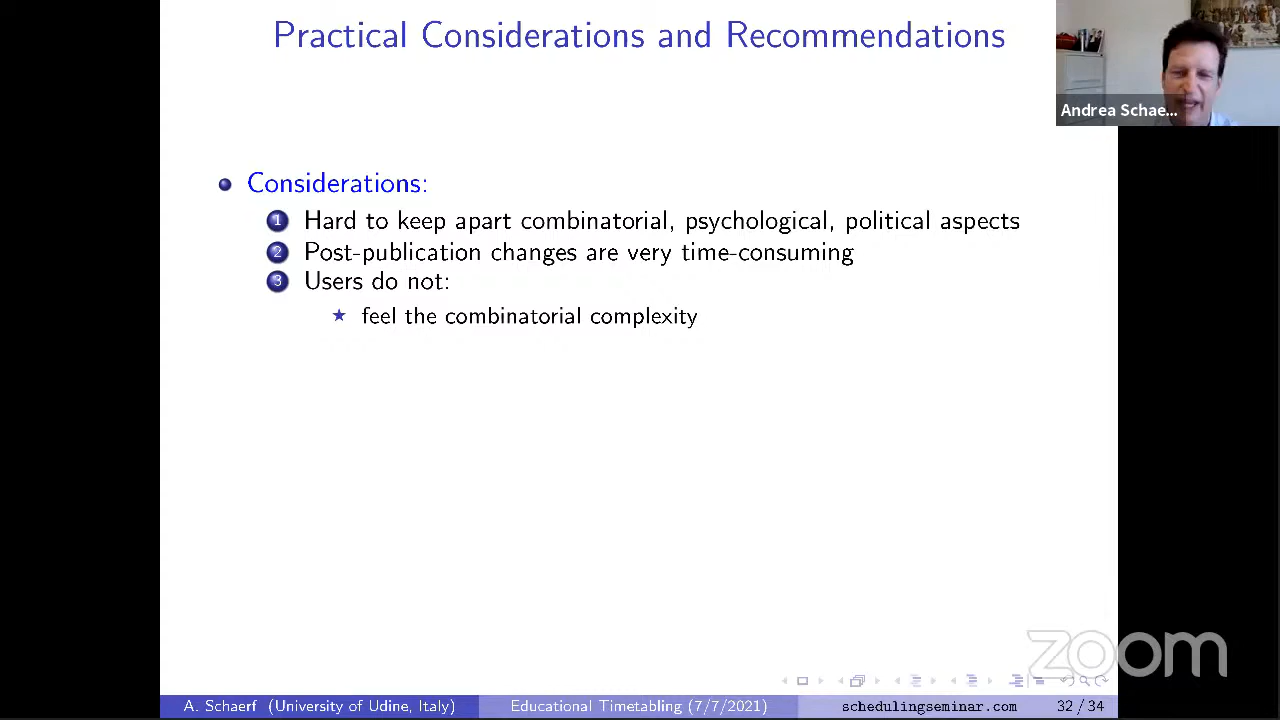 Practical Considerations and Recommendations
Andrea Schae...
Considerations:
1 Hard to keep apart combinatorial, psychological, political aspects
2 Post-publication changes are very time-consuming
3 Users do not:
feel the combinatorial complexity
zoom
A. Schaerf (University of Udine, Italy) Educational Timetabling (7/7/2021) schedulingseminar.com 32 / 34